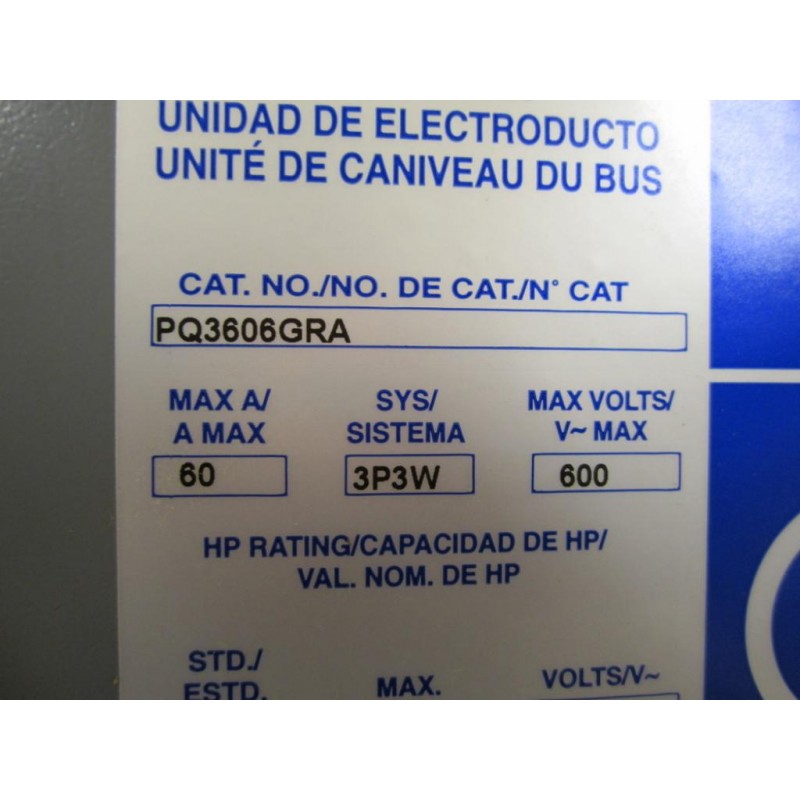 UNIDAD DE ELECTRODUCTO
UNITÉ DE CANIVEAU DU BUS
CAT. NO./NO. DE CAT./N° CAT
PQ3606GRA
MAX A/
A MAX
60
SYS/
SISTEMA
3P3W
MAX VOLTS/
V~ MAX
600
HP RATING/CAPACIDAD DE HP/
VAL. NOM. DE HP
STD./
ESTD.
MAX.
VOLTS/V~